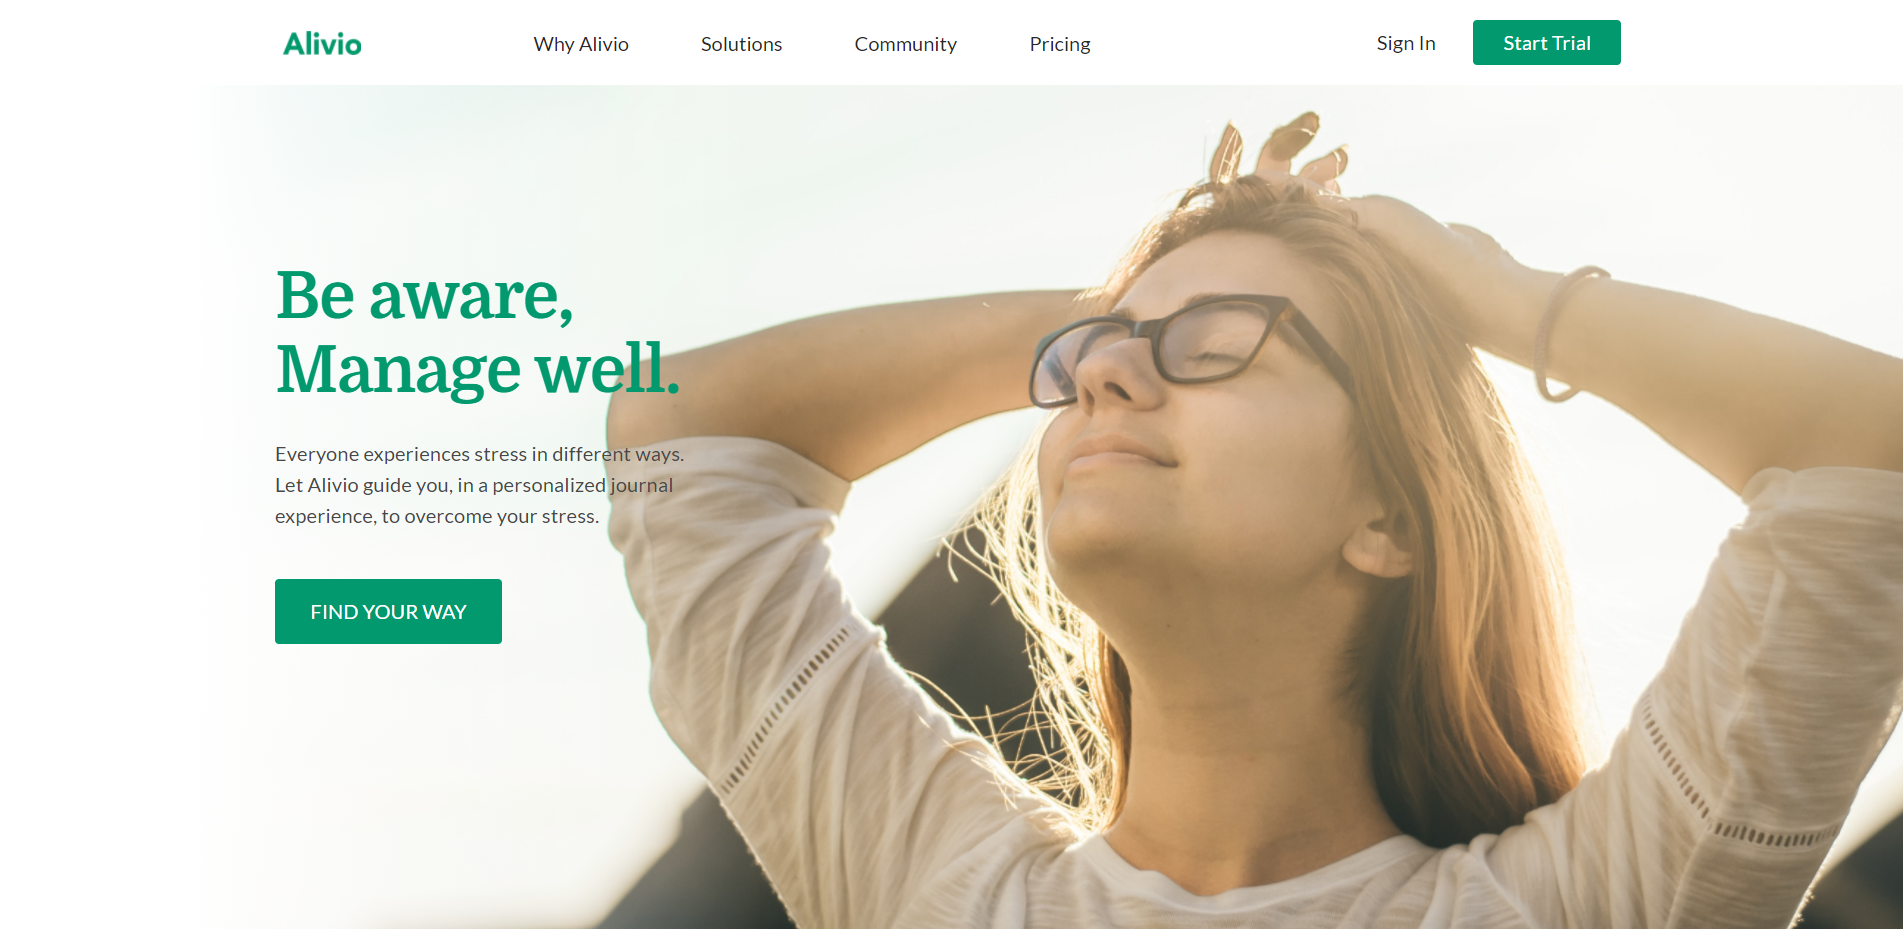 Alivio
Why Alivio
Solutions
Community
Pricing
Sign In
Start Trial
Be aware,
Manage well.
Everyone experiences stress in different ways.
Let Alivio guide you, in a personalized journal
experience, to overcome your stress.
FIND YOUR WAY